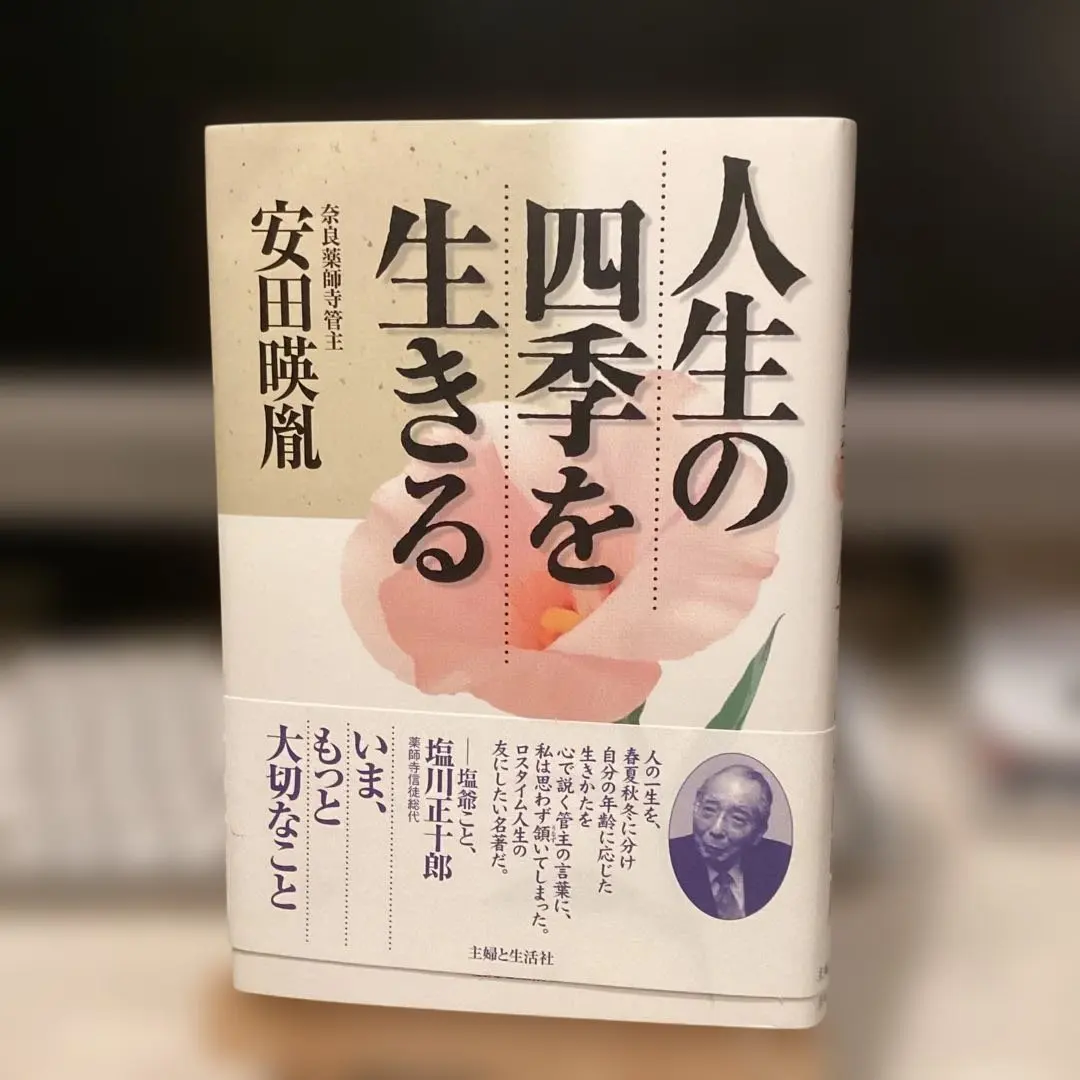 人生の
四季を
生きる
奈良薬師寺管主
安田暎胤
人の一生を、
春夏秋冬に分け
自分の年齢に応じた
生きかたを
心で説く管主の言葉に、
私は思わず頷いてしまった。
ロスタイム人生の
友にしたい名著だ。
―塩爺こと、
塩川正十郎
薬師寺信徒総代
いま、
もっと
大切なこと
主婦と生活社